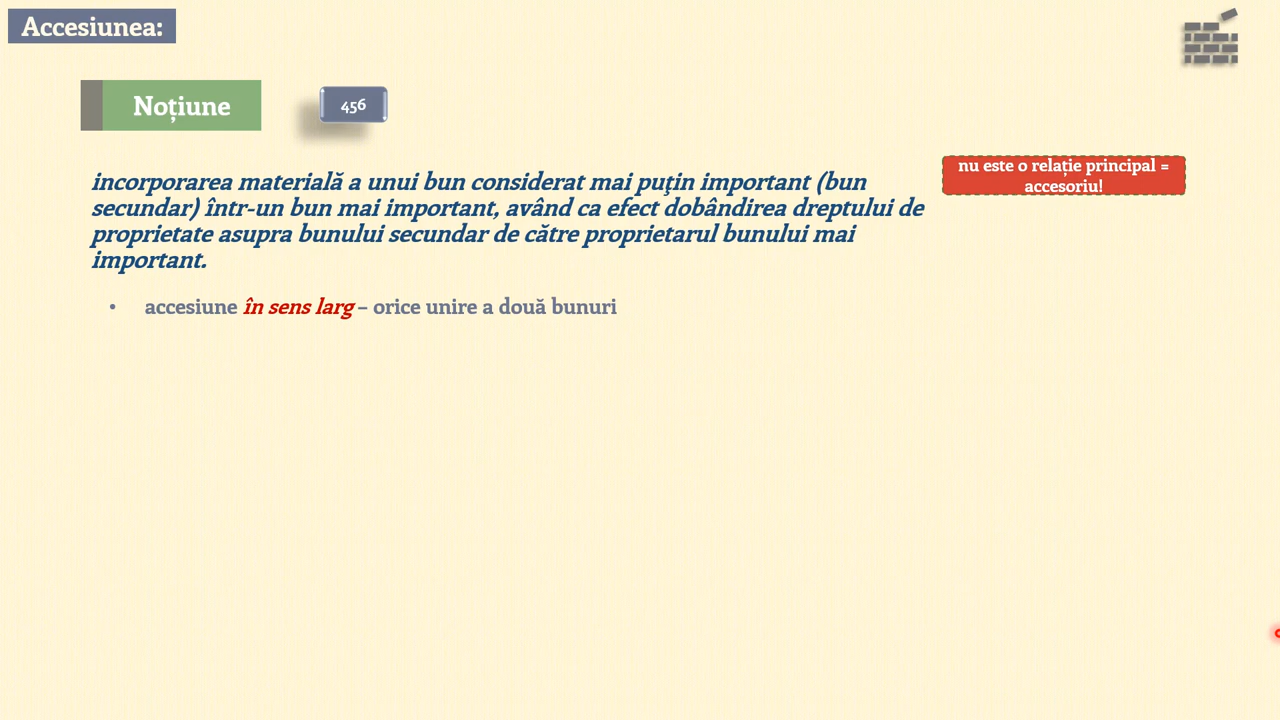 Accesiunea:
Noțiune
456
nu este o relație principal =
accesoriu!
incorporarea materială a unui bun considerat mai puţin important (bun
secundar) într-un bun mai important, având ca efect dobândirea dreptului de
proprietate asupra bunului secundar de către proprietarul bunului mai
important.
• accesiune în sens larg – orice unire a două bunuri